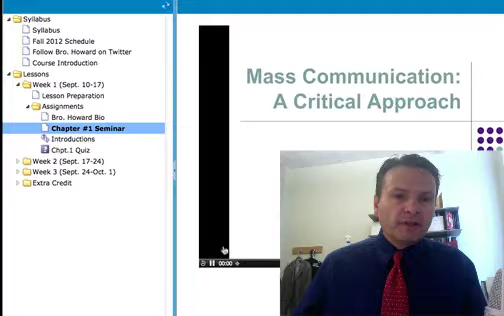 Syllabus
Syllabus
Fall 2012 Schedule
Follow Bro. Howard on Twitter
Course Introduction
Lessons
Week 1 (Sept. 10-17)
Lesson Preparation
Assignments
Bro. Howard Bio
Chapter #1 Seminar
Introductions
Chpt.1 Quiz
Week 2 (Sept. 17-24)
Week 3 (Sept. 24-Oct. 1)
Extra Credit
Mass Communication:
A Critical Approach
00:00